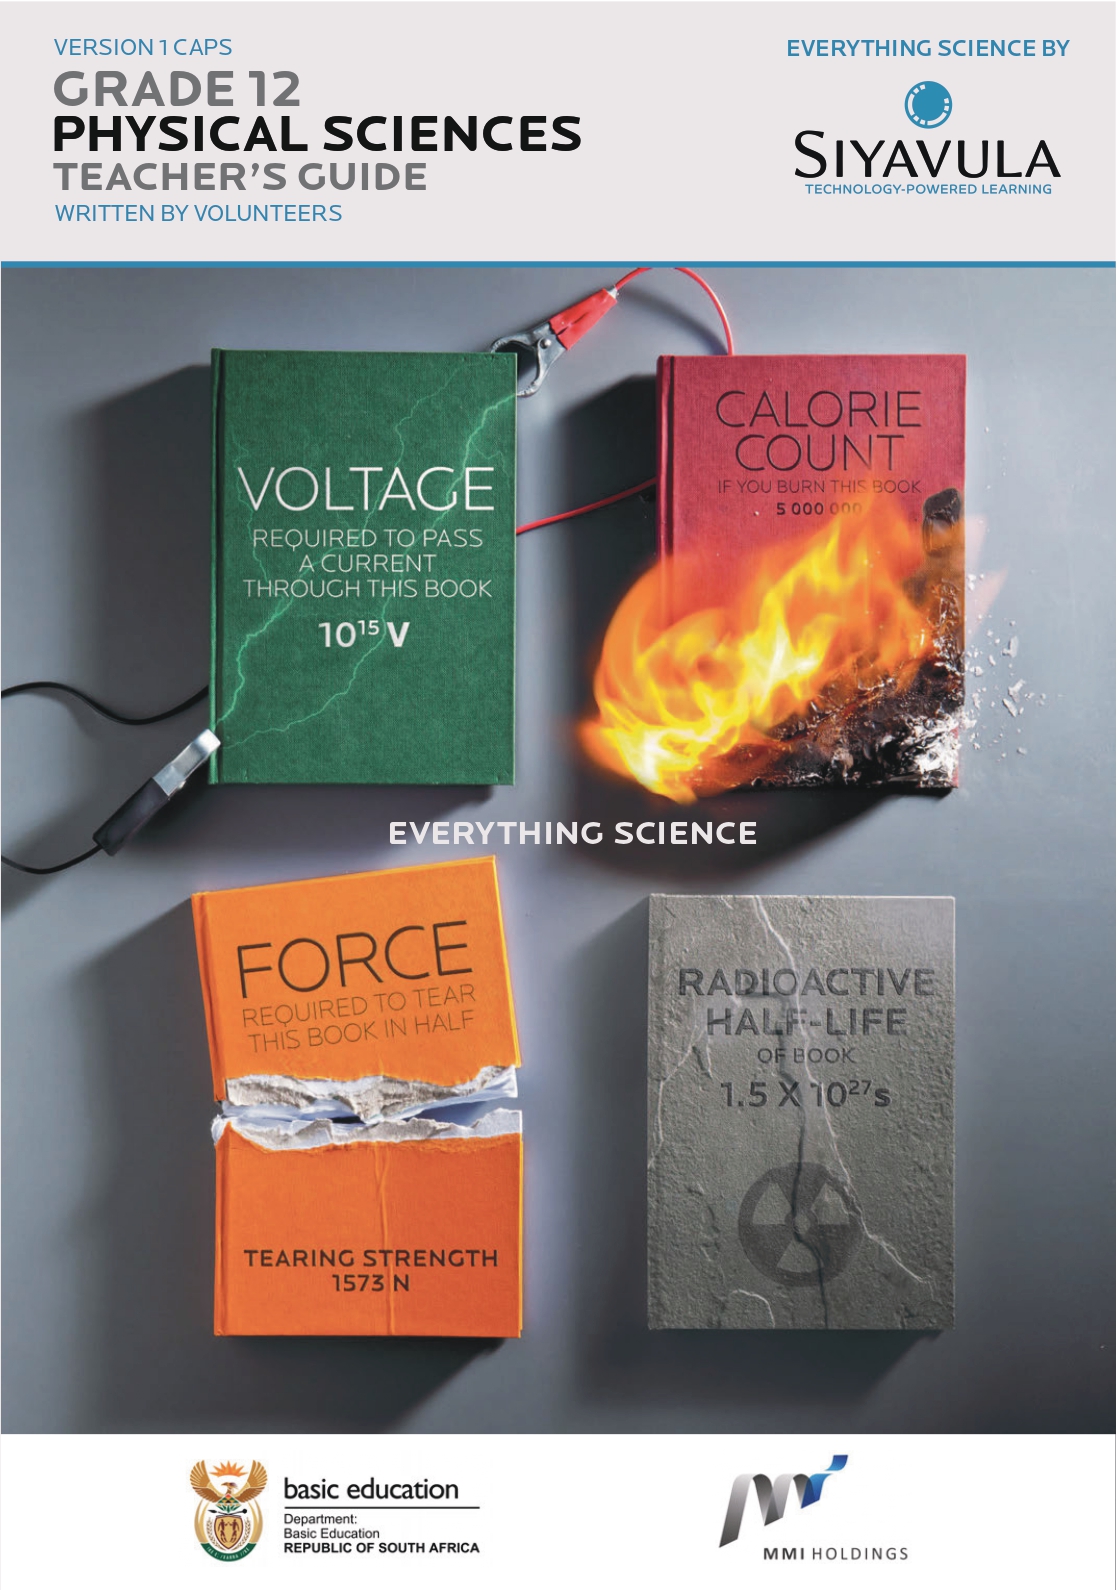 VERSION 1 CAPS
GRADE 12
PHYSICAL SCIENCES
TEACHER'S GUIDE
WRITTEN BY VOLUNTEERS
EVERYTHING SCIENCE BY
SIYAVULA
TECHNOLOGY-POWERED LEARNING
VOLTAGE
REQUIRED TO PASS
A CURRENT
THROUGH THIS BOOK
10¹⁵ V
CALORIE
COUNT
IF YOU BURN THIS BOOK
5 000 000
EVERYTHING SCIENCE
FORCE
REQUIRED TO TEAR
THIS BOOK IN HALF
TEARING STRENGTH
1573 N
RADIOACTIVE
HALF-LIFE
OF BOOK
1.5 X 10²⁷s
basic education
Department:
Basic Education
REPUBLIC OF SOUTH AFRICA
MMI HOLDINGS